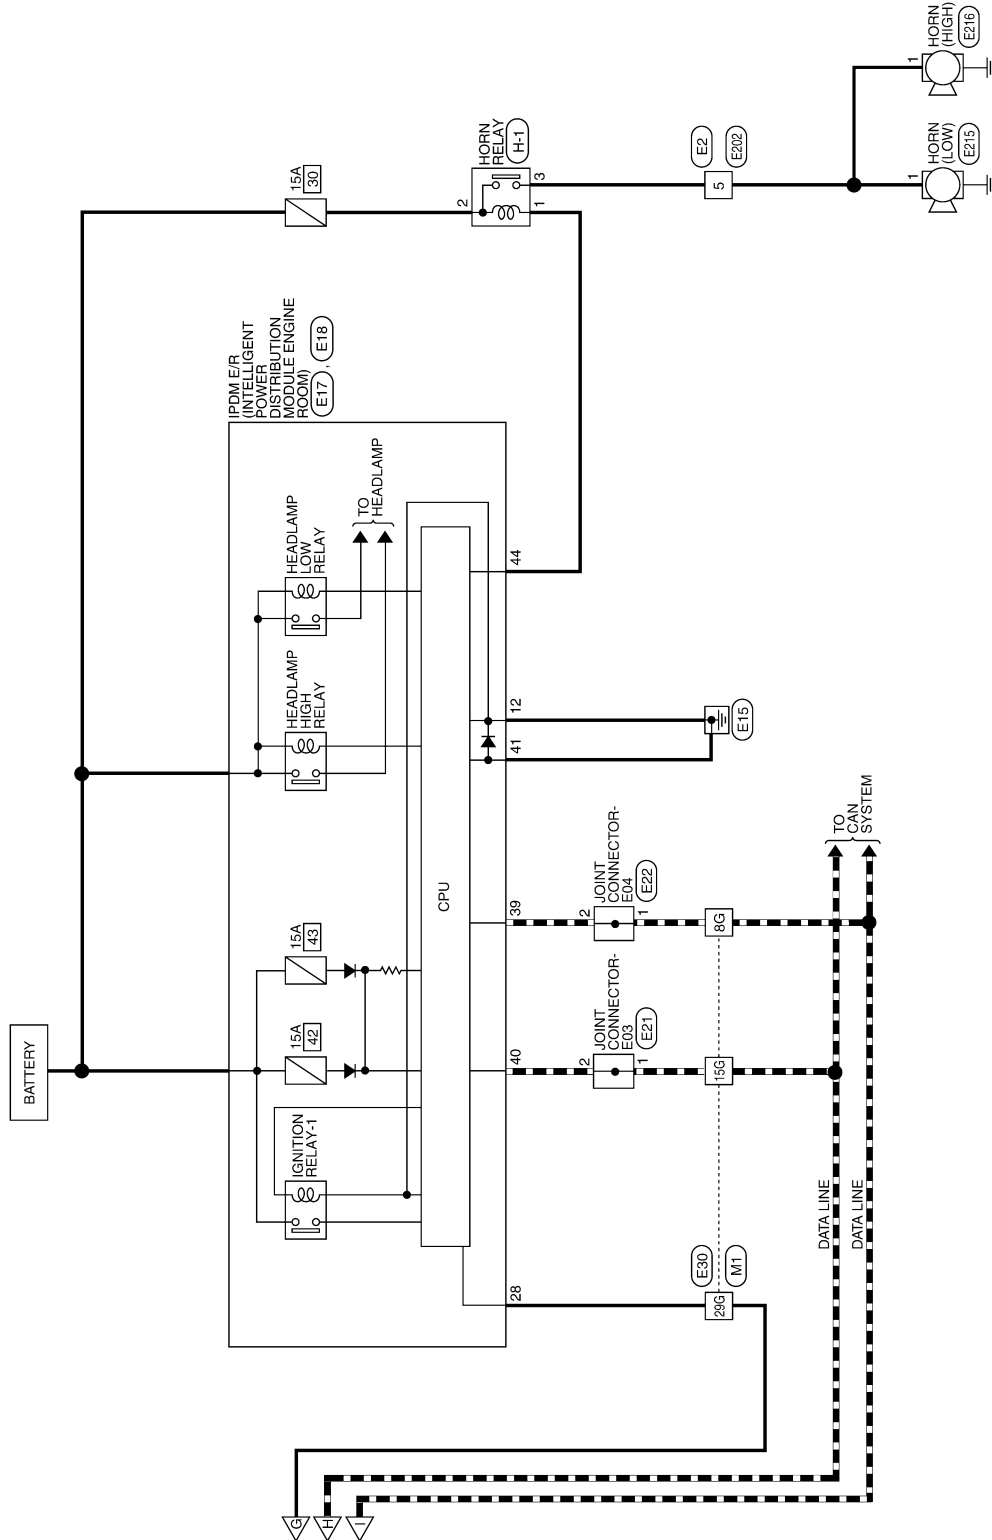 BATTERY
15A
30
HORN
RELAY
H-1
2
1
3
E2
E202
5
HORN
(HIGH)
E216
1
HORN
(LOW)
E215
1
IPDM E/R
(INTELLIGENT
POWER
DISTRIBUTION
MODULE ENGINE
ROOM)
E17 , E18
IGNITION
RELAY-1
15A
42
15A
43
HEADLAMP
HIGH
RELAY
HEADLAMP
LOW
RELAY
TO
HEADLAMP
CPU
28
40
39
41
12
44
2
JOINT
CONNECTOR-
E03
E21
1
2
JOINT
CONNECTOR-
E04
E22
1
E15
E30
M1
29G
15G
8G
DATA LINE
DATA LINE
TO
CAN
SYSTEM
G
H
I